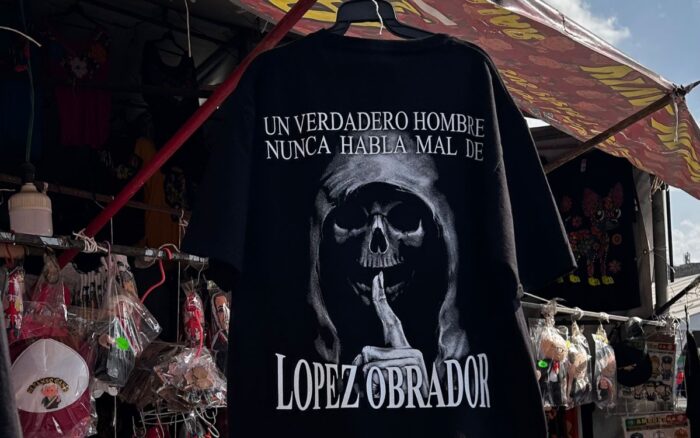 UN VERDADERO HOMBRE
NUNCA HABLA MAL DE
LOPEZ OBRADOR